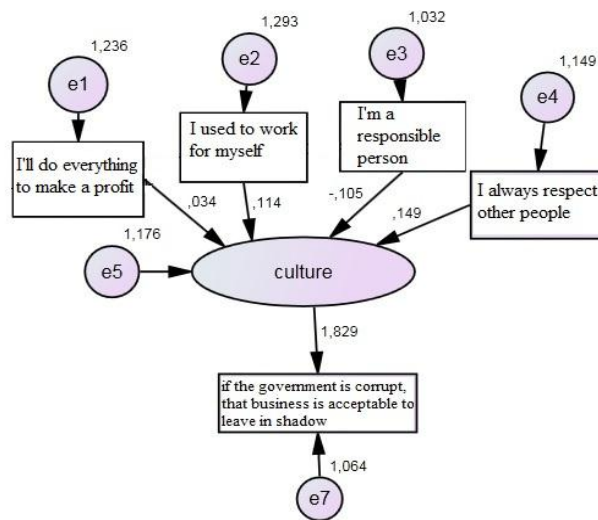 1,236
e1
1,293
e2
1,032
e3
1,149
e4
I'll do everything
to make a profit
I used to work
for myself
I'm a
responsible
person
I always respect
other people
,034
,114
-,105
,149
1,176
e5
culture
1,829
if the government is corrupt,
that business is acceptable to
leave in shadow
1,064
e7